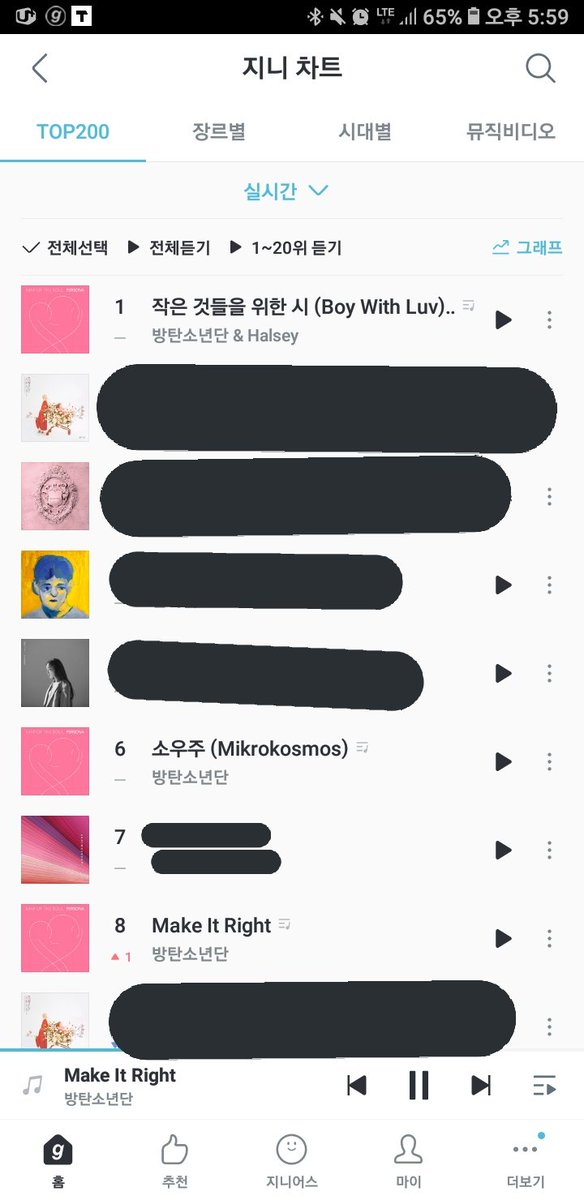 LTE 65% 오후 5:59
지니 차트
TOP200 장르별 시대별 뮤직비디오
실시간
전체선택 전체듣기 1~20위 듣기 그래프
1 작은 것들을 위한 시 (Boy With Luv)..
방탄소년단 & Halsey
6 소우주 (Mikrokosmos)
방탄소년단
7
8 Make It Right
1 방탄소년단
Make It Right
방탄소년단
홈 추천 지니어스 마이 더보기